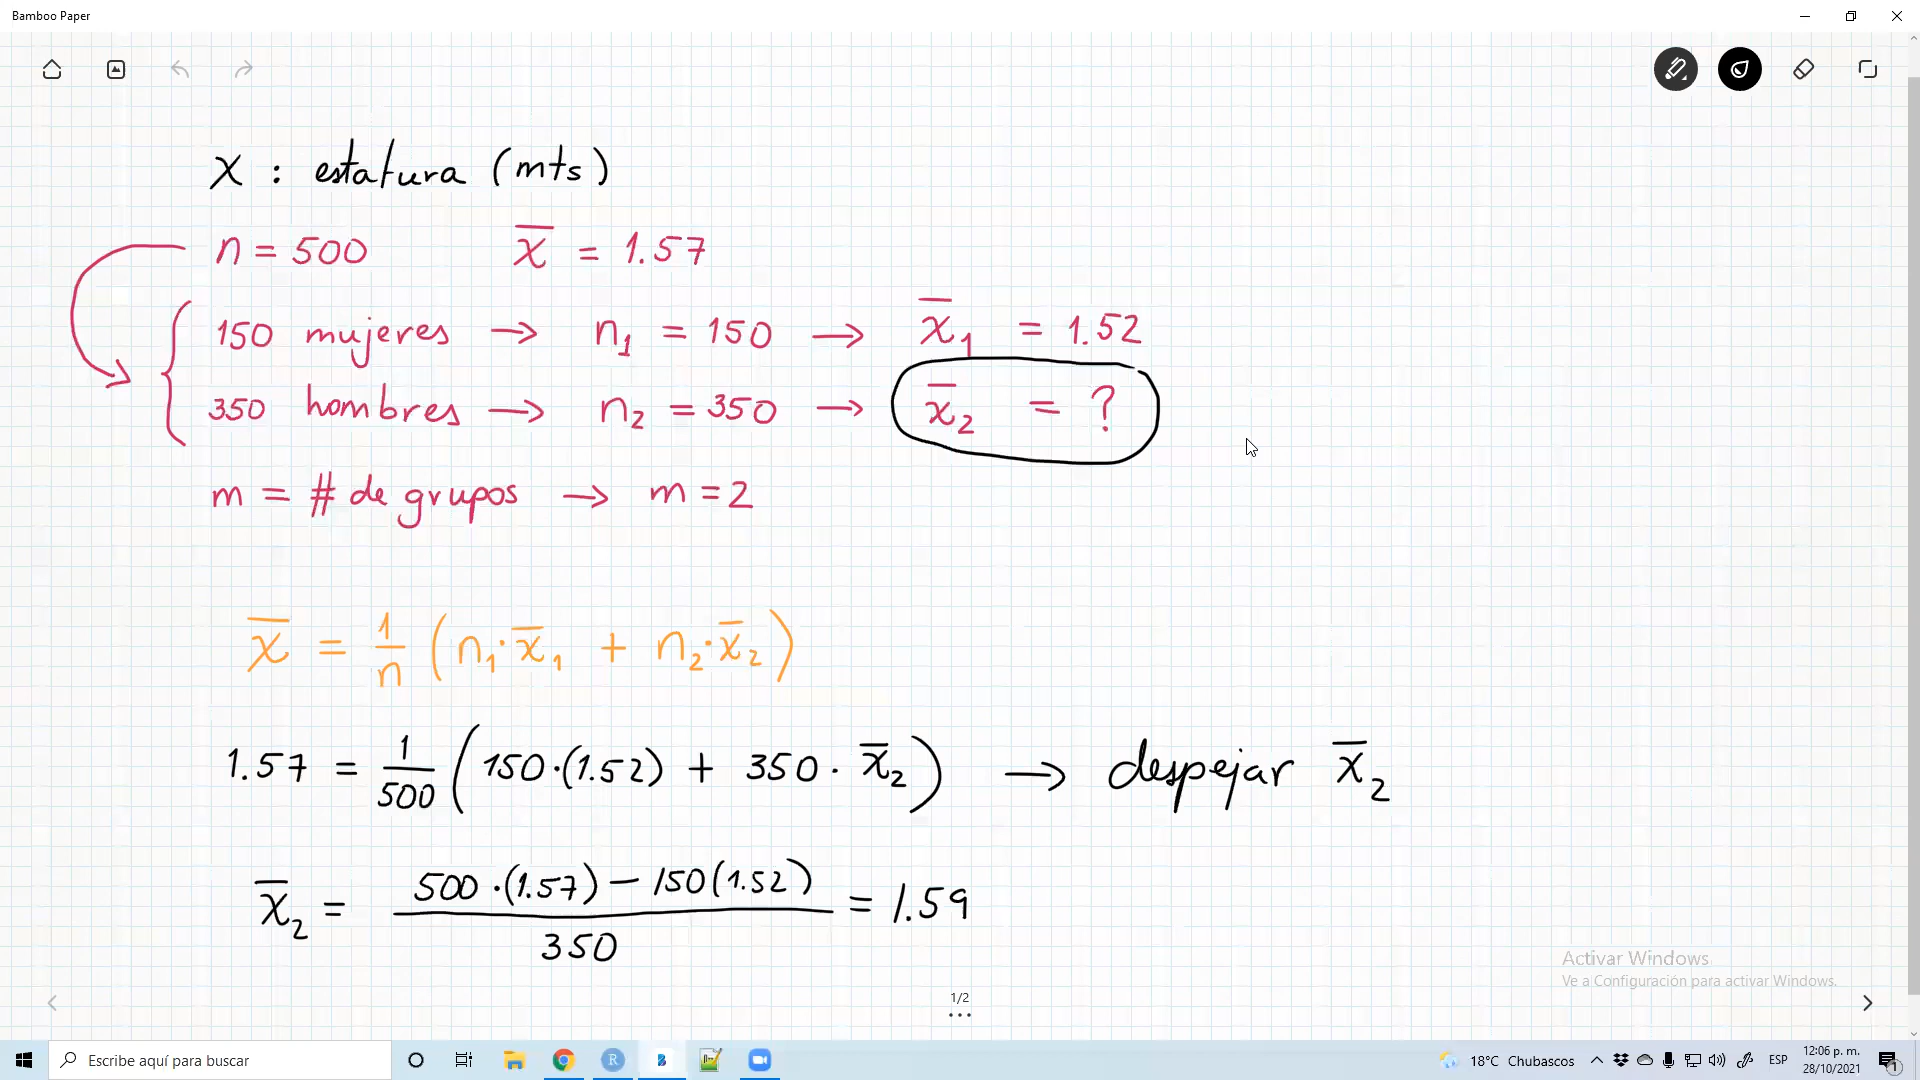 Bamboo Paper
x : estatura (mts)
n = 500 x̄ = 1.57
150 mujeres → n₁ = 150 → x̄₁ = 1.52
350 hombres → n₂ = 350 → x̄₂ = ?
m = # de grupos → m = 2
x̄ = 1/n (n₁·x̄₁ + n₂·x̄₂)
1.57 = 1/500 (150·(1.52) + 350·x̄₂) → despejar x̄₂
x̄₂ = 500·(1.57) − 150(1.52) / 350 = 1.59
Activar Windows
Ve a Configuración para activar Windows.
1/2
Escribe aquí para buscar
18°C Chubascos
ESP
12:06 p. m.
28/10/2021
1